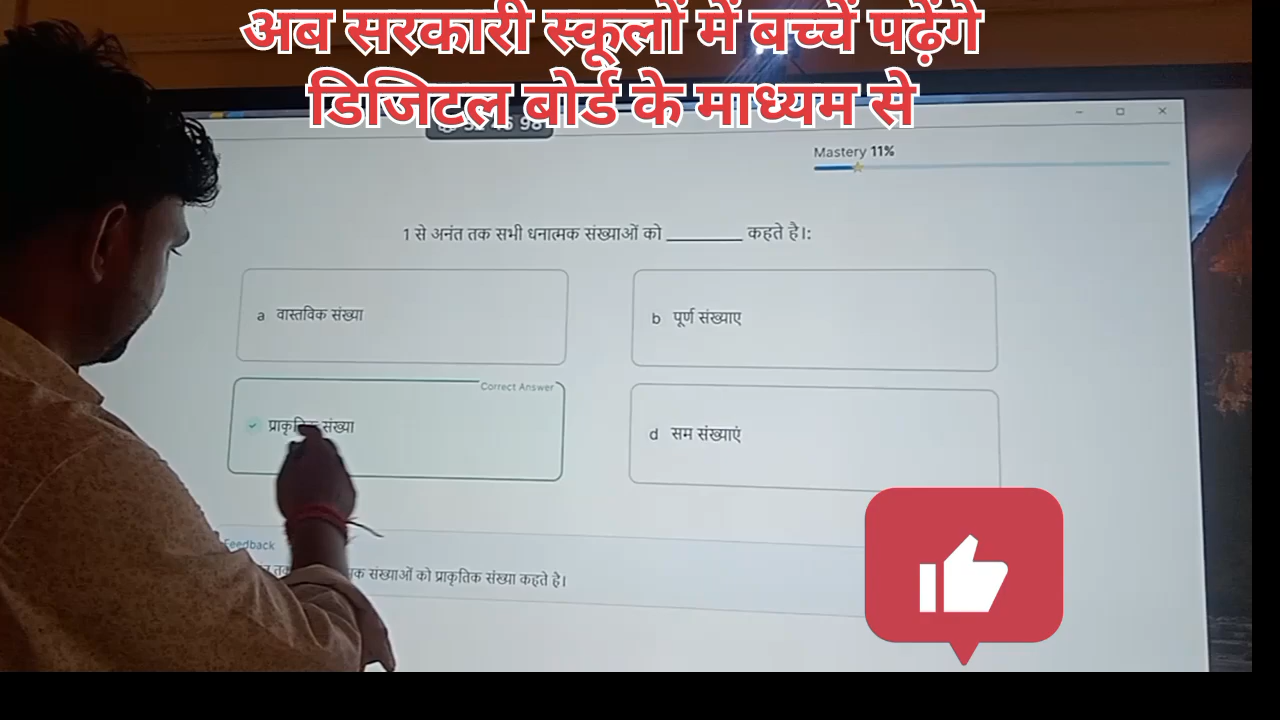 अब सरकारी स्कूलों में बच्चें पढ़ेंगे
डिजिटल बोर्ड के माध्यम से
Mastery 11%
1 से अनंत तक सभी धनात्मक संख्याओं को ________ कहते है।:
a वास्तविक संख्या
b पूर्ण संख्याए
Correct Answer
प्राकृतिक संख्या
d सम संख्याएं
Feedback
संख्याओं को प्राकृतिक संख्या कहते है।